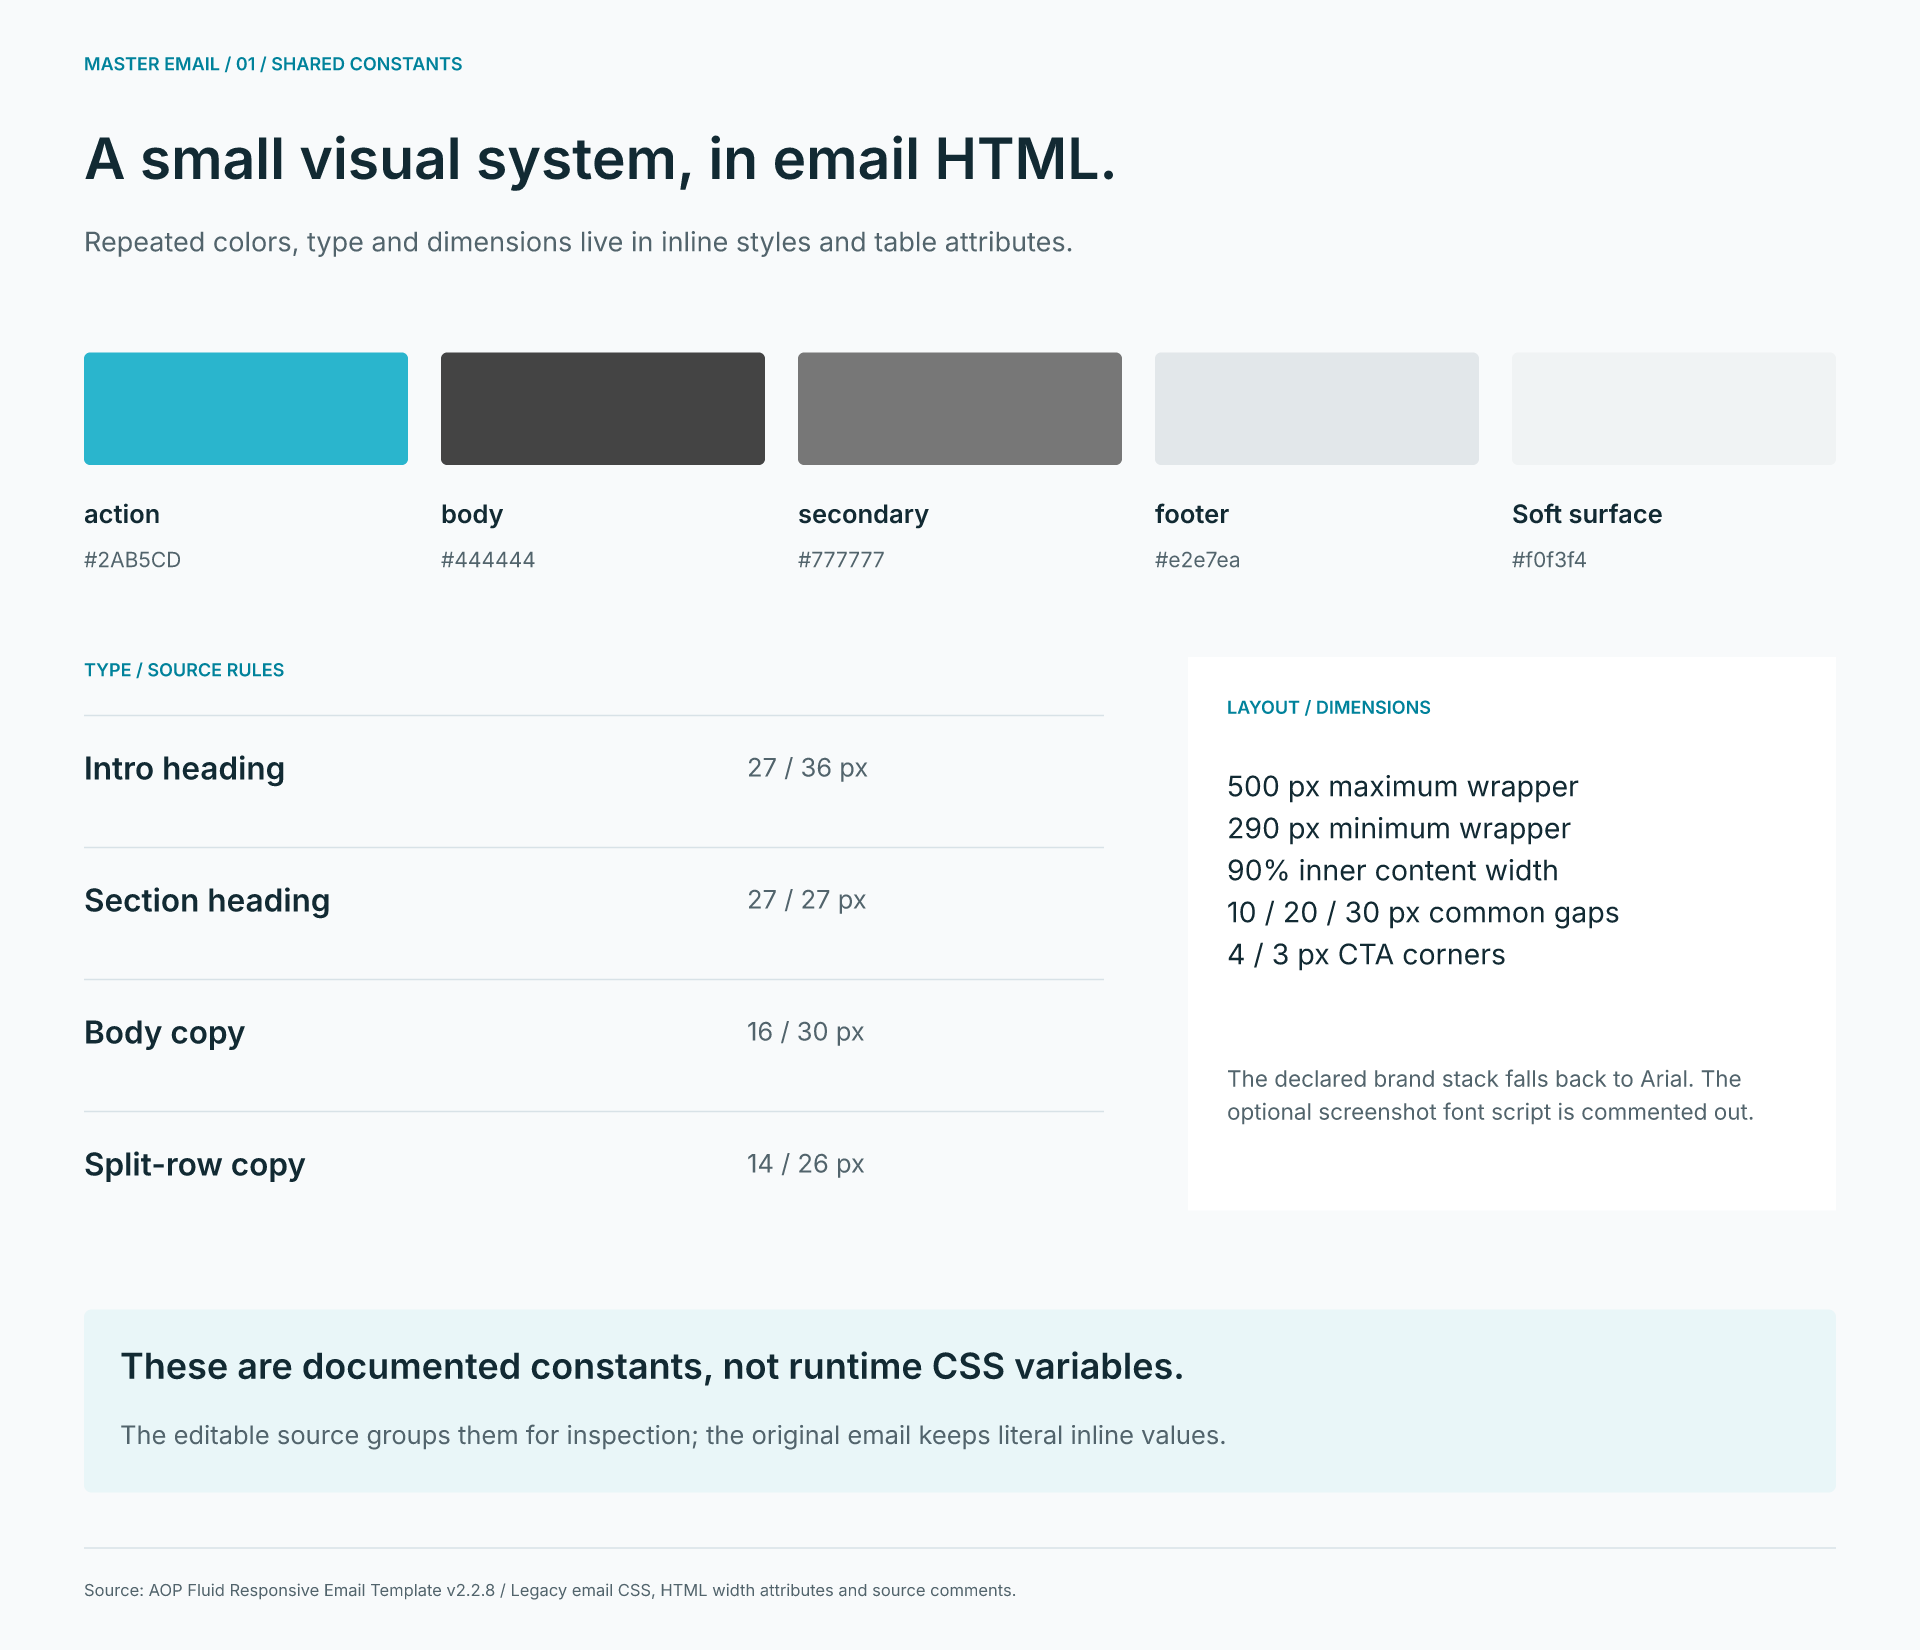 MASTER EMAIL / 01 / SHARED CONSTANTS
A small visual system, in email HTML.
Repeated colors, type and dimensions live in inline styles and table attributes.
action
#2AB5CD
body
#444444
secondary
#777777
footer
#e2e7ea
Soft surface
#f0f3f4
TYPE / SOURCE RULES
Intro heading
27 / 36 px
Section heading
27 / 27 px
Body copy
16 / 30 px
Split-row copy
14 / 26 px
LAYOUT / DIMENSIONS
500 px maximum wrapper
290 px minimum wrapper
90% inner content width
10 / 20 / 30 px common gaps
4 / 3 px CTA corners
The declared brand stack falls back to Arial. The
optional screenshot font script is commented out.
These are documented constants, not runtime CSS variables.
The editable source groups them for inspection; the original email keeps literal inline values.
Source: AOP Fluid Responsive Email Template v2.2.8 / Legacy email CSS, HTML width attributes and source comments.